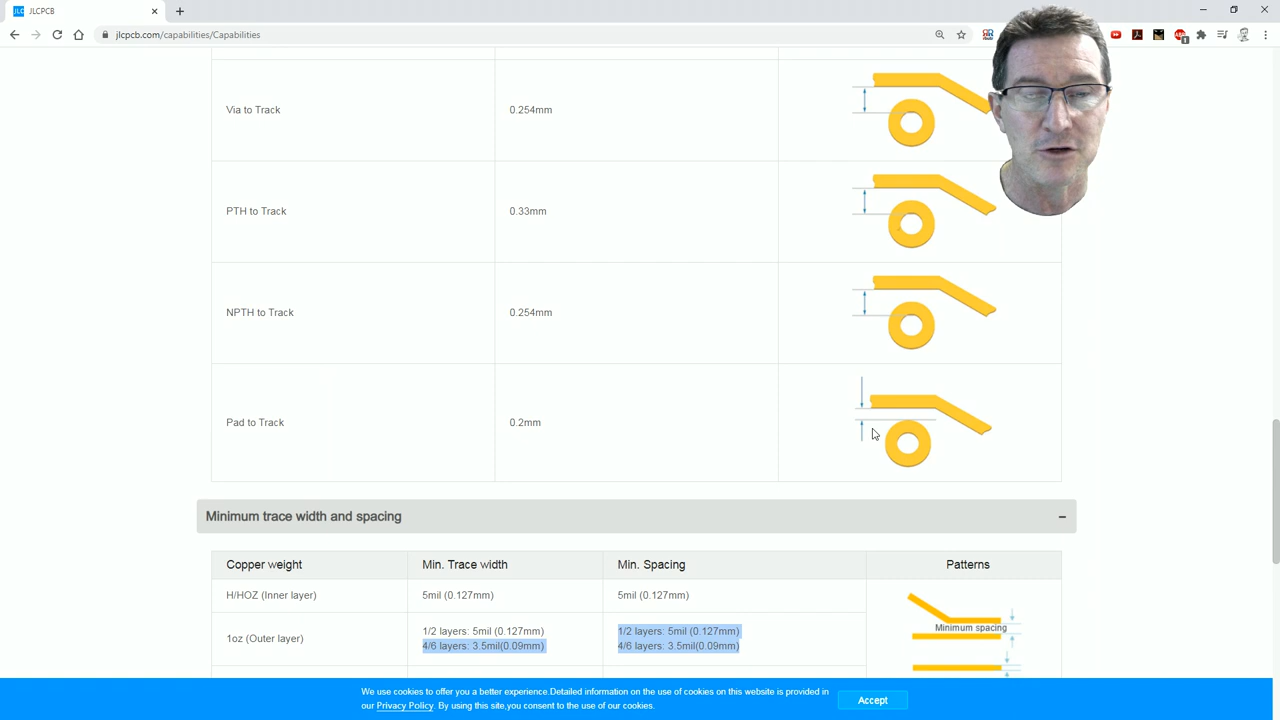 JLC JLCPCB
jlcpcb.com/capabilities/Capabilities
Via to Track 0.254mm
PTH to Track 0.33mm
NPTH to Track 0.254mm
Pad to Track 0.2mm
Minimum trace width and spacing
Copper weight Min. Trace width Min. Spacing Patterns
H/HOZ (Inner layer) 5mil (0.127mm) 5mil (0.127mm)
1oz (Outer layer) 1/2 layers: 5mil (0.127mm) 1/2 layers: 5mil (0.127mm) Minimum spacing
4/6 layers: 3.5mil(0.09mm) 4/6 layers: 3.5mil(0.09mm)
We use cookies to offer you a better experience.Detailed information on the use of cookies on this website is provided in
our Privacy Policy. By using this site,you consent to the use of our cookies.
Accept